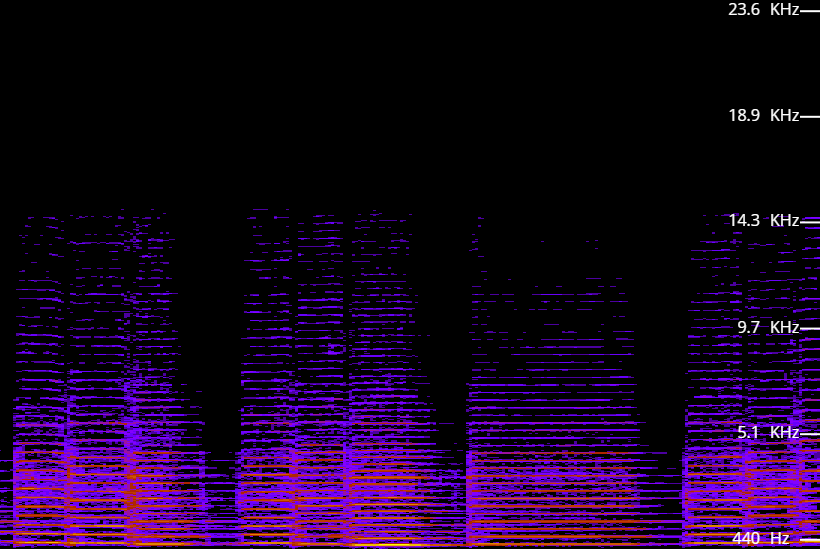 23.6 KHz
18.9 KHz
14.3 KHz
9.7 KHz
5.1 KHz
440 Hz